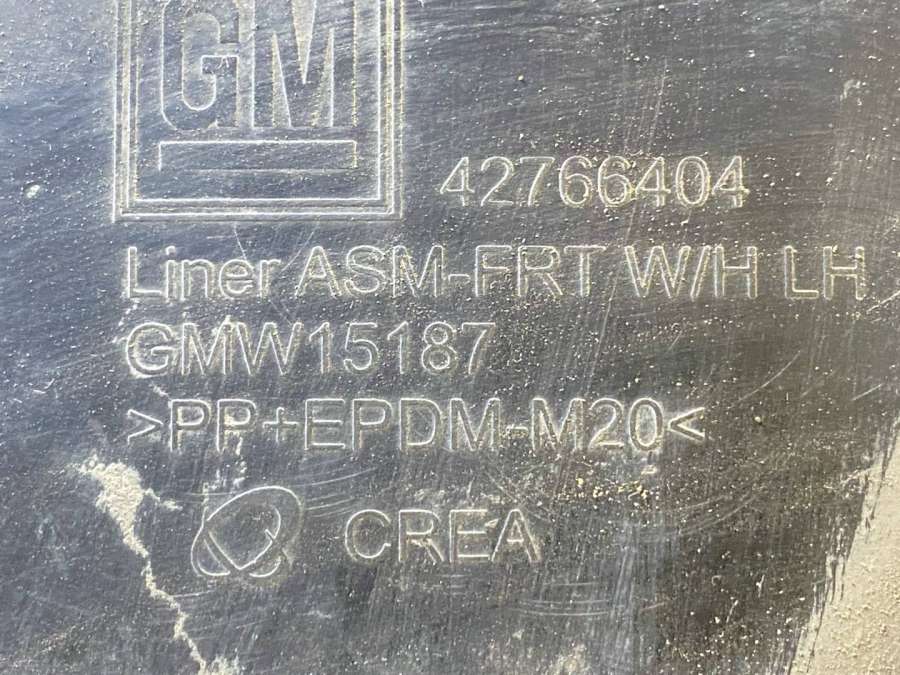 GM
42766404
Liner ASM-FRT W/H LH
GMW15187
>PP+EPDM-M20<
CREA